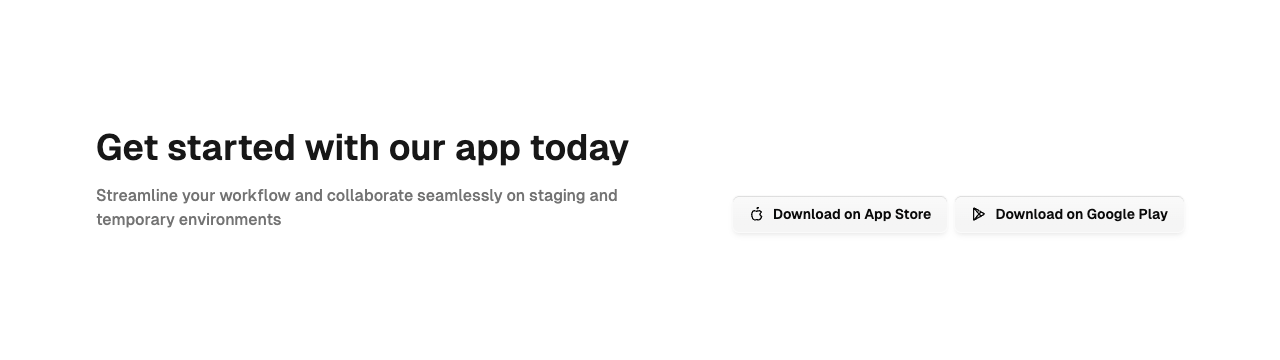 Get started with our app today
Streamline your workflow and collaborate seamlessly on staging and
temporary environments
Download on App Store
Download on Google Play